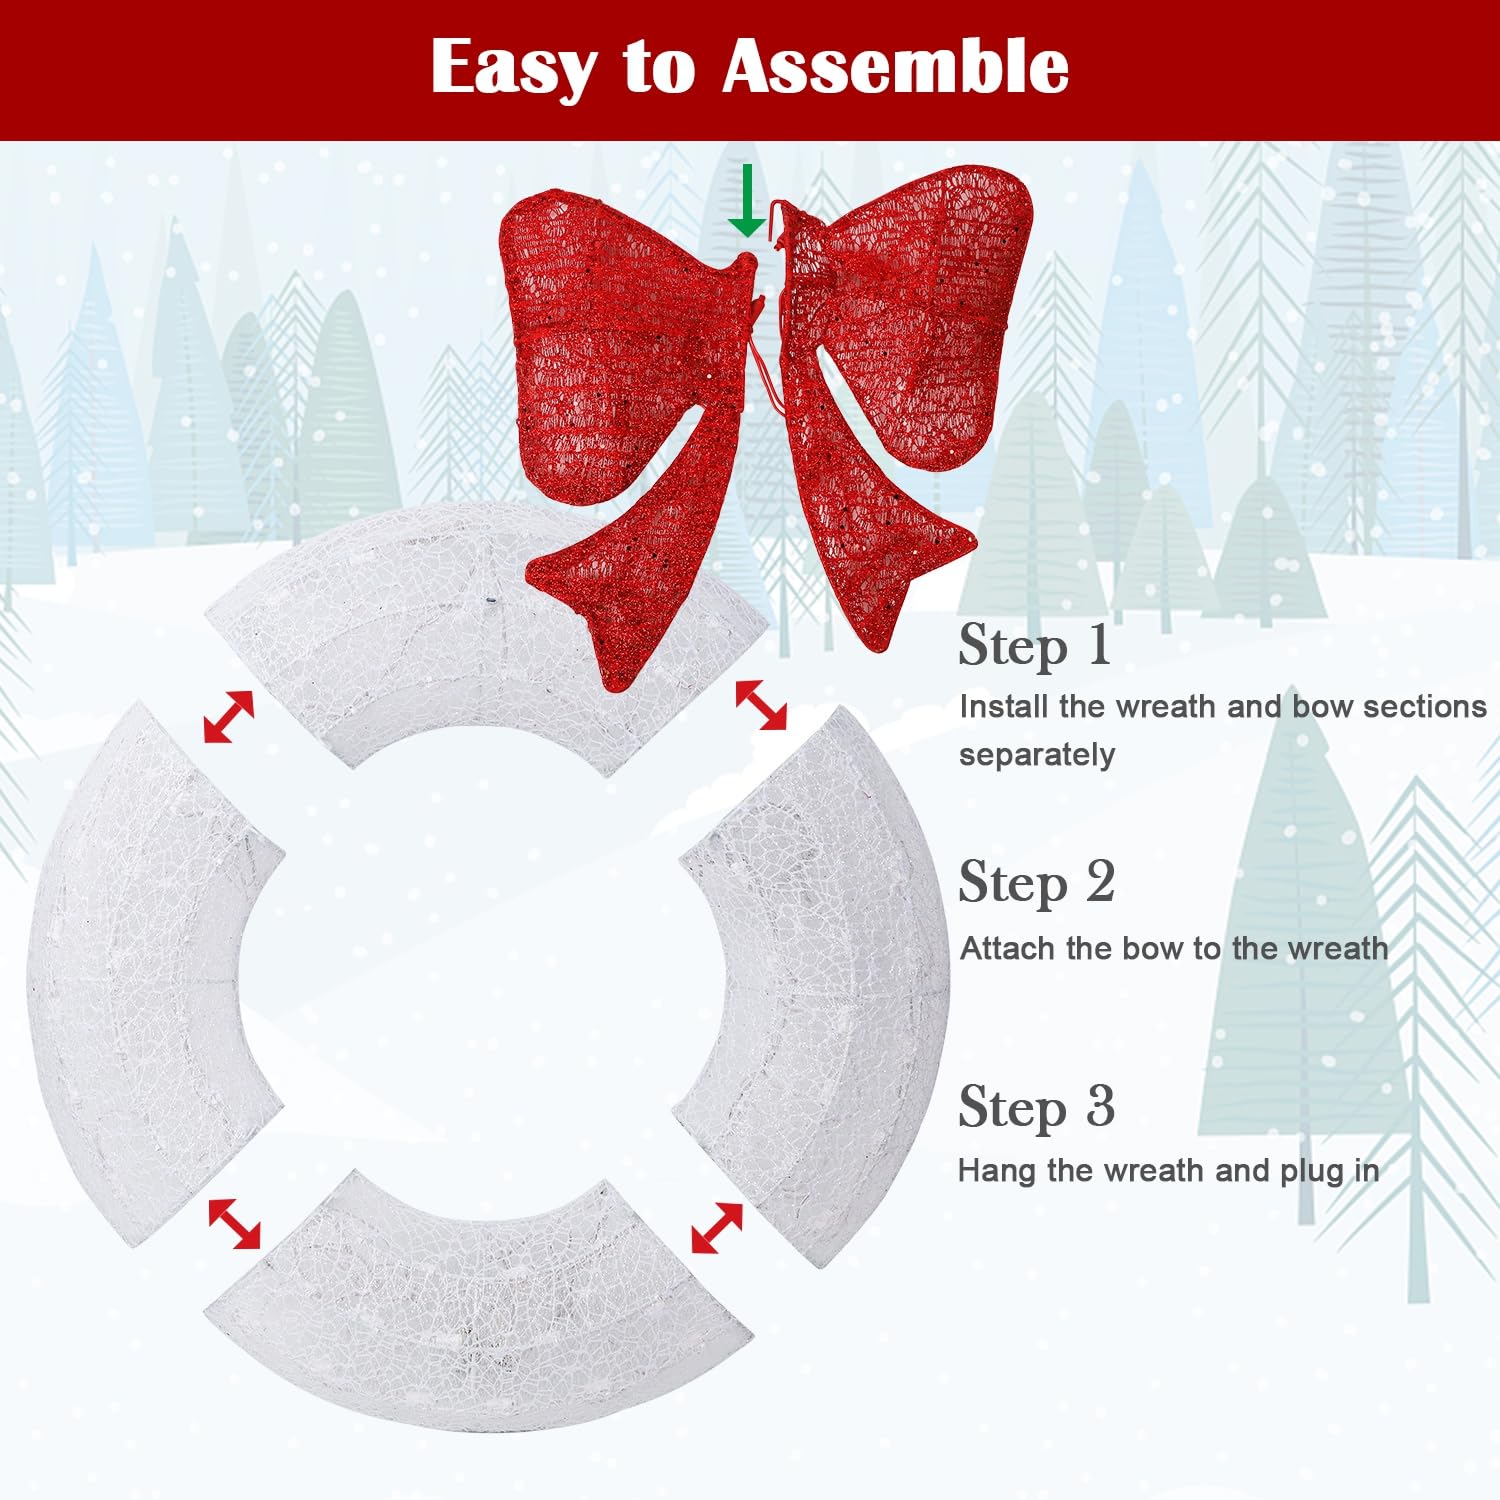 Easy to Assemble
Step 1
Install the wreath and bow sections
separately
Step 2
Attach the bow to the wreath
Step 3
Hang the wreath and plug in